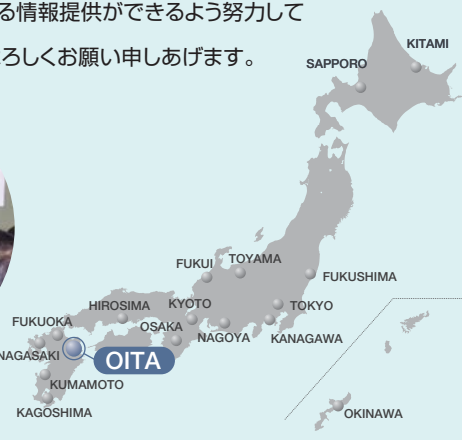 る情報提供ができるよう努力して
ろしくお願い申しあげます。
KITAMI
SAPPORO
FUKUI
TOYAMA
FUKUSHIMA
HIROSIMA
KYOTO
TOKYO
FUKUOKA
OSAKA
NAGOYA
KANAGAWA
NAGASAKI
OITA
KUMAMOTO
KAGOSHIMA
OKINAWA